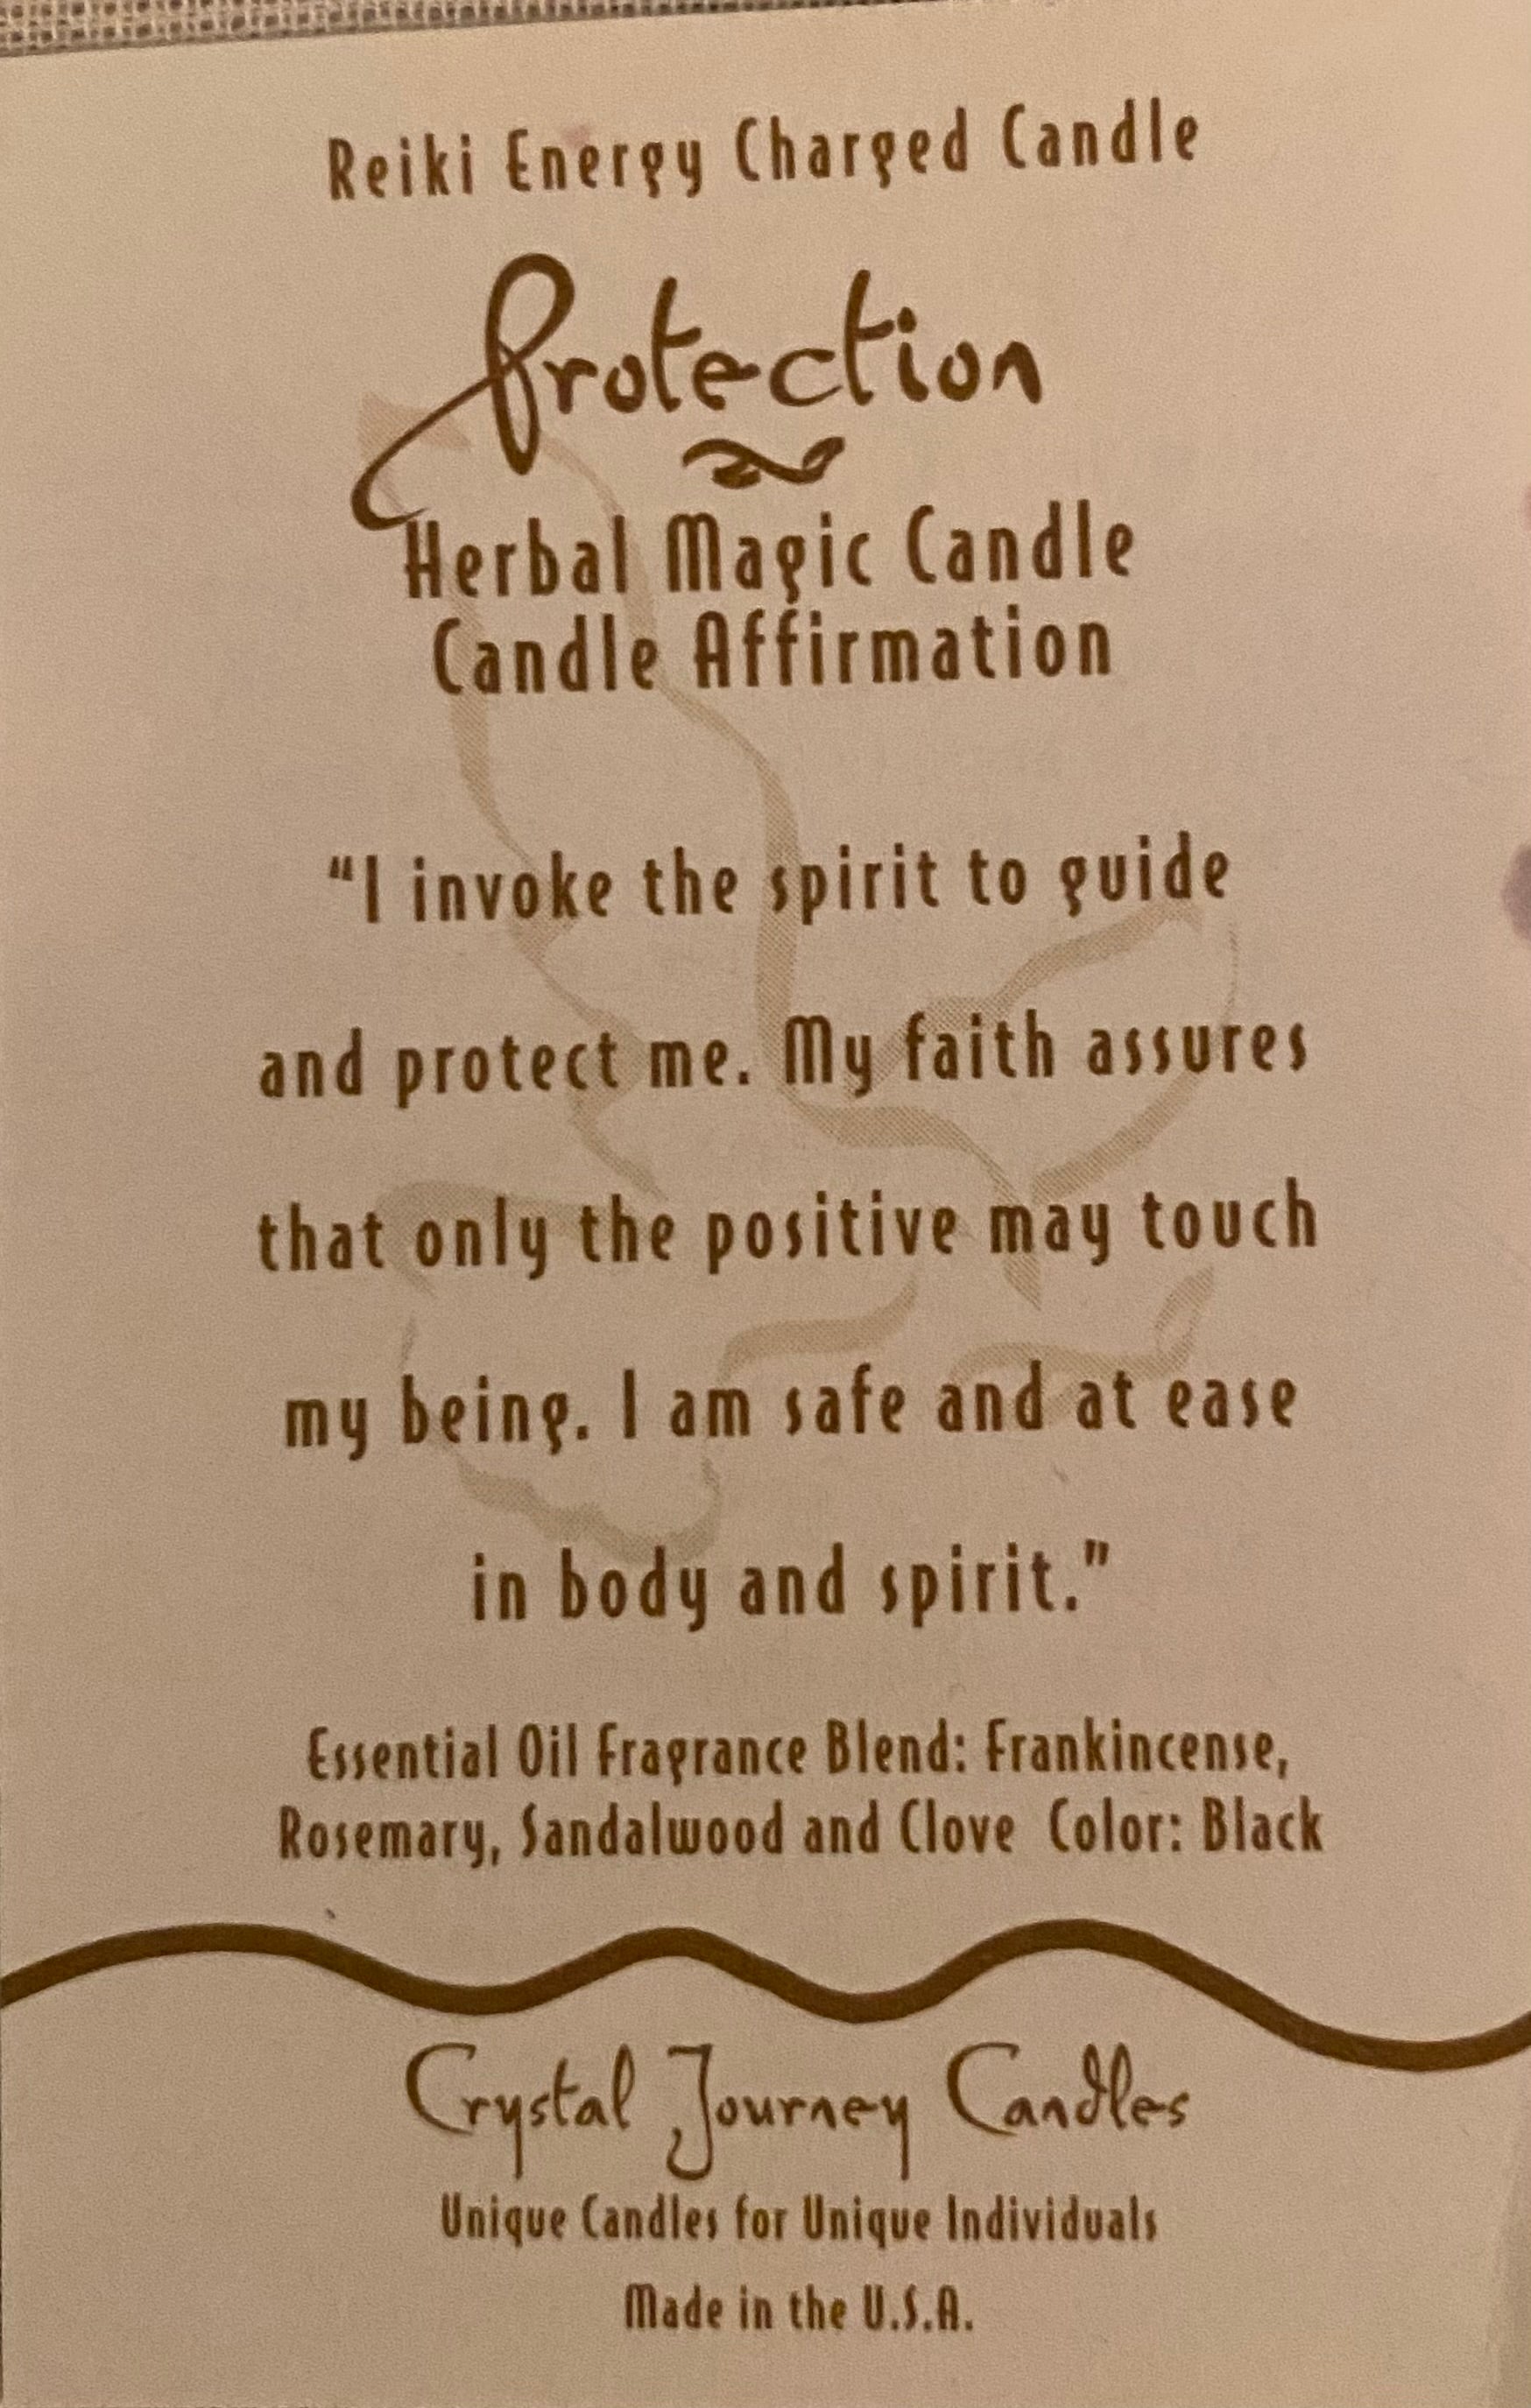 Reiki Energy Charged Candle
Protection
Herbal Magic Candle
Candle Affirmation
“I invoke the spirit to guide
and protect me. My faith assures
that only the positive may touch
my being. I am safe and at ease
in body and spirit.”
Essential Oil Fragrance Blend: Frankincense,
Rosemary, Sandalwood and Clove Color: Black
Crystal Journey Candles
Unique Candles for Unique Individuals
Made in the U.S.A.